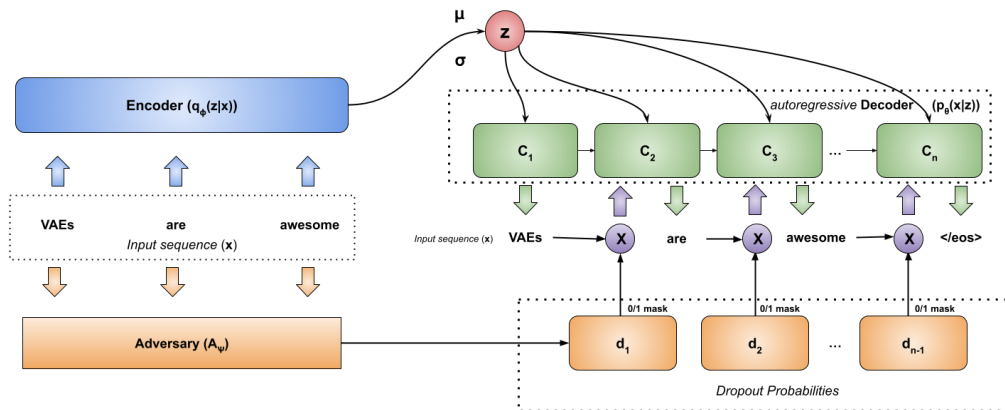 μ
z
σ
Encoder (qϕ(z|x))
autoregressive Decoder (pθ(x|z))
C1
C2
C3
...
Cn
VAEs are awesome
Input sequence (x)
Input sequence (x) VAEs X are X awesome X </eos>
0/1 mask
0/1 mask
0/1 mask
Adversary (Aψ)
d1
d2
...
dn-1
Dropout Probabilities